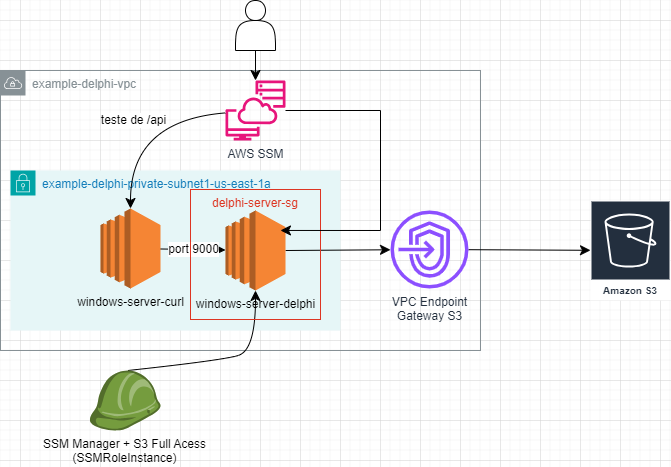 example-delphi-vpc
teste de /api
AWS SSM
example-delphi-private-subnet1-us-east-1a
delphi-server-sg
port 9000
windows-server-curl
windows-server-delphi
VPC Endpoint
Gateway S3
Amazon S3
SSM Manager + S3 Full Acess
(SSMRoleInstance)